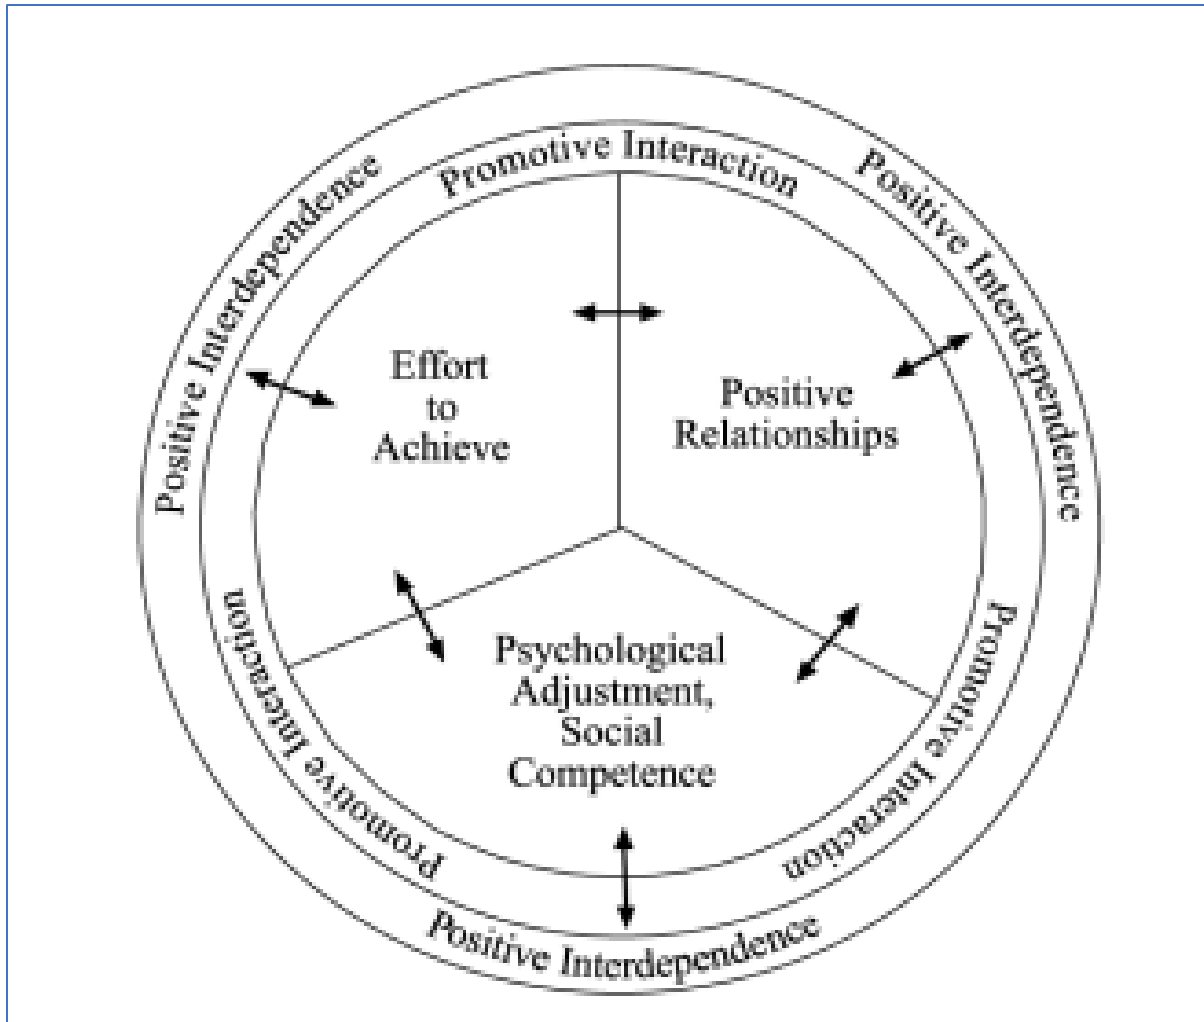 Positive Interdependence
Positive Interdependence
Promotive Interaction
Effort
to
Achieve
Positive
Relationships
Psychological
Adjustment,
Social
Competence
Promotive Interaction
Promotive Interaction
Positive Interdependence